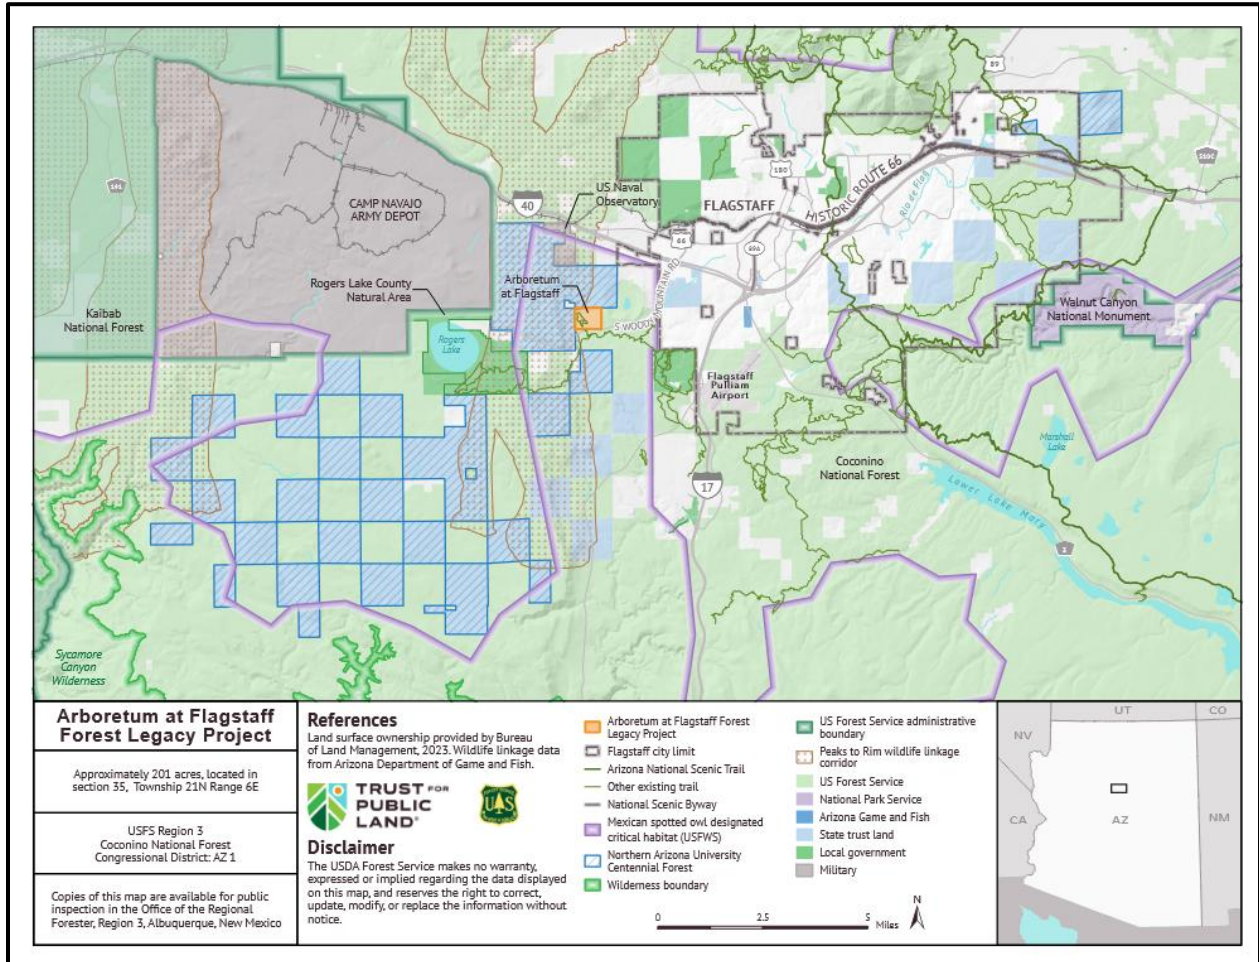 89
141
510C
180
CAMP NAVAJO
ARMY DEPOT
US Naval
Observatory
40
FLAGSTAFF
HISTORIC ROUTE 66
Rio de Flag
66
Rogers Lake County
Natural Area
Arboretum
at Flagstaff
S WOODY MOUNTAIN RD
Kaibab
National Forest
Rogers
Lake
Walnut Canyon
National Monument
Flagstaff
Pulliam
Airport
Marshall
Lake
Coconino
National Forest
17
Lower Lake Mary
3
Sycamore
Canyon
Wilderness
Arboretum at Flagstaff
Forest Legacy Project
Approximately 201 acres, located in
section 35, Township 21N Range 6E
USFS Region 3
Coconino National Forest
Congressional District: AZ 1
Copies of this map are available for public
inspection in the Office of the Regional
Forester, Region 3, Albuquerque, New Mexico
References
Land surface ownership provided by Bureau
of Land Management, 2023. Wildlife linkage data
from Arizona Department of Game and Fish.
TRUST FOR
PUBLIC
LAND®
UAS
Disclaimer
The USDA Forest Service makes no warranty,
expressed or implied regarding the data displayed
on this map, and reserves the right to correct,
update, modify, or replace the information without
notice.
Arboretum at Flagstaff Forest
Legacy Project
Flagstaff city limit
Arizona National Scenic Trail
Other existing trail
National Scenic Byway
Mexican spotted owl designated
critical habitat (USFWS)
Northern Arizona University
Centennial Forest
Wilderness boundary
US Forest Service administrative
boundary
Peaks to Rim wildlife linkage
corridor
US Forest Service
National Park Service
Arizona Game and Fish
State trust land
Local government
Military
0 2.5 5
Miles
N
UT
CO
NV
CA
AZ
NM